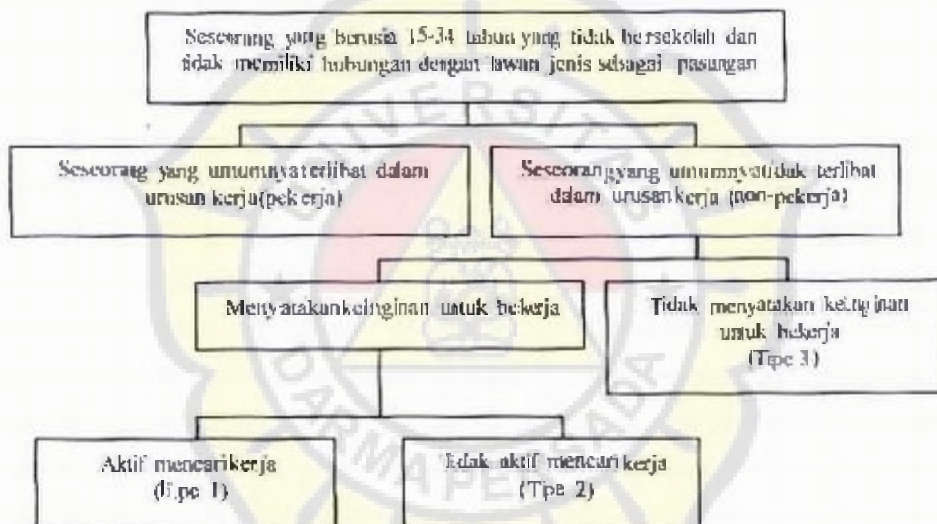 Seseorang yang berusia 15-34 tahun yang tidak bersekolah dan
tidak memiliki hubungan dengan lawan jenis sebagai pasangan
Seseorang yang umumnya terlibat dalam
urusan kerja (pekerja)
Seseorang yang umumnya tidak terlibat
dalam urusan kerja (non-pekerja)
Menyatakan keinginan untuk bekerja
Tidak menyatakan keinginan
untuk bekerja
(Tipe 3)
Aktif mencari kerja
(Tipe 1)
Tidak aktif mencari kerja
(Tipe 2)
UNIVERSITAS
DARMA PERSADA